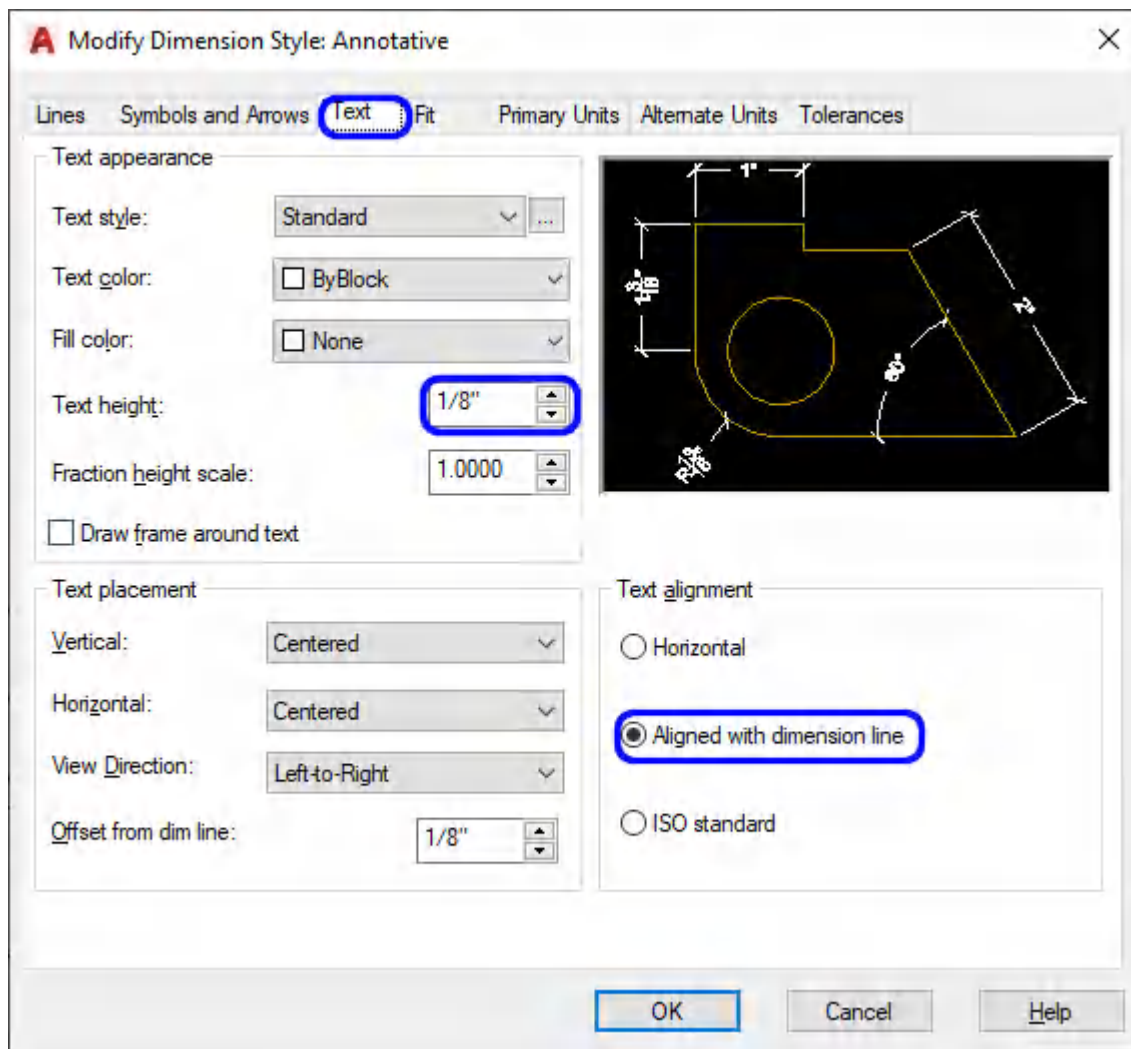 Modify Dimension Style: Annotative
Lines Symbols and Arrows Text Fit Primary Units Alternate Units Tolerances
Text appearance
Text style: Standard ...
Text color: ByBlock
Fill color: None
Text height: 1/8"
Fraction height scale: 1.0000
Draw frame around text
1"
2"
60°
Text placement
Vertical: Centered
Horizontal: Centered
View Direction: Left-to-Right
Offset from dim line: 1/8"
Text alignment
Horizontal
Aligned with dimension line
ISO standard
OK Cancel Help